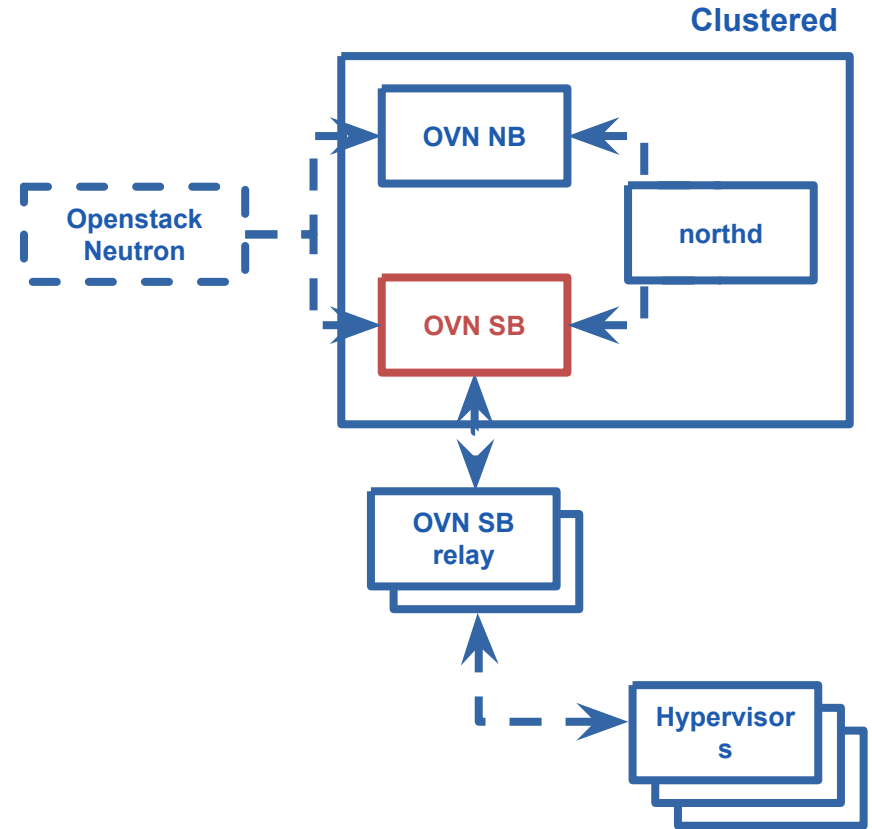 Clustered
OVN NB
Openstack
Neutron
northd
OVN SB
OVN SB
relay
Hypervisor
s